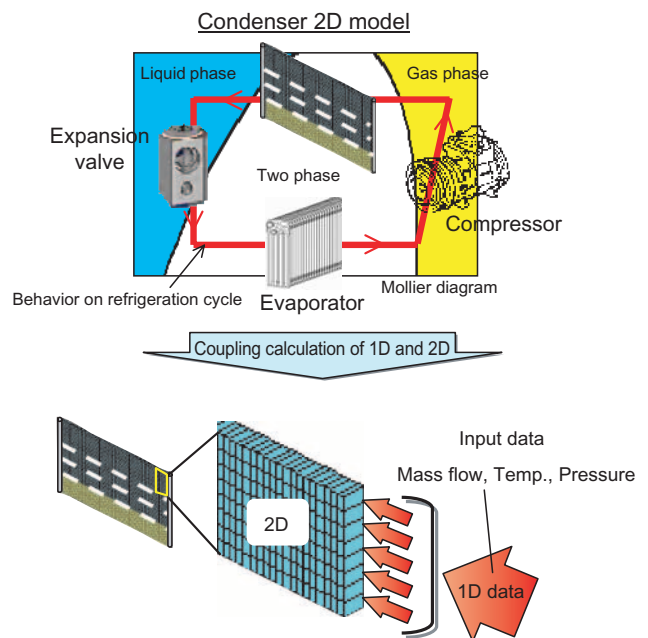 Condenser 2D model
Liquid phase
Gas phase
Expansion
valve
Two phase
Compressor
Behavior on refrigeration cycle
Evaporator
Mollier diagram
Coupling calculation of 1D and 2D
Input data
Mass flow, Temp., Pressure
2D
1D data